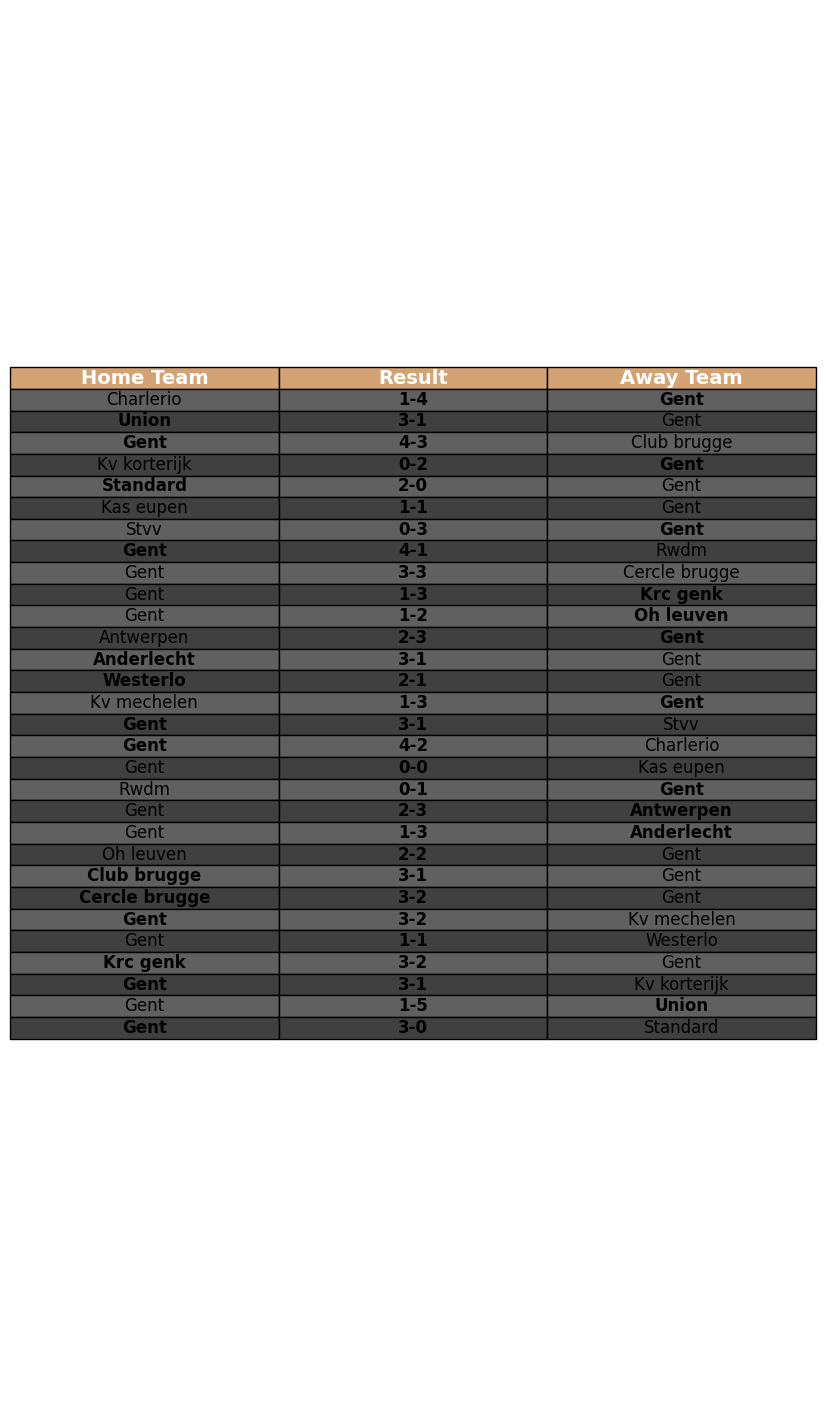 Home Team Result Away Team
Charlerio 1-4 Gent
Union 3-1 Gent
Gent 4-3 Club brugge
Kv korterijk 0-2 Gent
Standard 2-0 Gent
Kas eupen 1-1 Gent
Stvv 0-3 Gent
Gent 4-1 Rwdm
Gent 3-3 Cercle brugge
Gent 1-3 Krc genk
Gent 1-2 Oh leuven
Antwerpen 2-3 Gent
Anderlecht 3-1 Gent
Westerlo 2-1 Gent
Kv mechelen 1-3 Gent
Gent 3-1 Stvv
Gent 4-2 Charlerio
Gent 0-0 Kas eupen
Rwdm 0-1 Gent
Gent 2-3 Antwerpen
Gent 1-3 Anderlecht
Oh leuven 2-2 Gent
Club brugge 3-1 Gent
Cercle brugge 3-2 Gent
Gent 3-2 Kv mechelen
Gent 1-1 Westerlo
Krc genk 3-2 Gent
Gent 3-1 Kv korterijk
Gent 1-5 Union
Gent 3-0 Standard